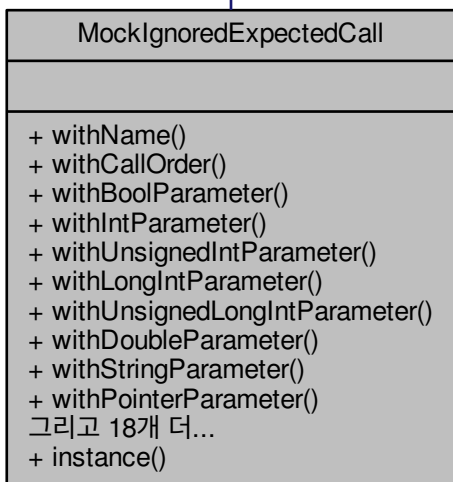 MockIgnoredExpectedCall
+ withName()
+ withCallOrder()
+ withBoolParameter()
+ withIntParameter()
+ withUnsignedIntParameter()
+ withLongIntParameter()
+ withUnsignedLongIntParameter()
+ withDoubleParameter()
+ withStringParameter()
+ withPointerParameter()
그리고 18개 더...
+ instance()